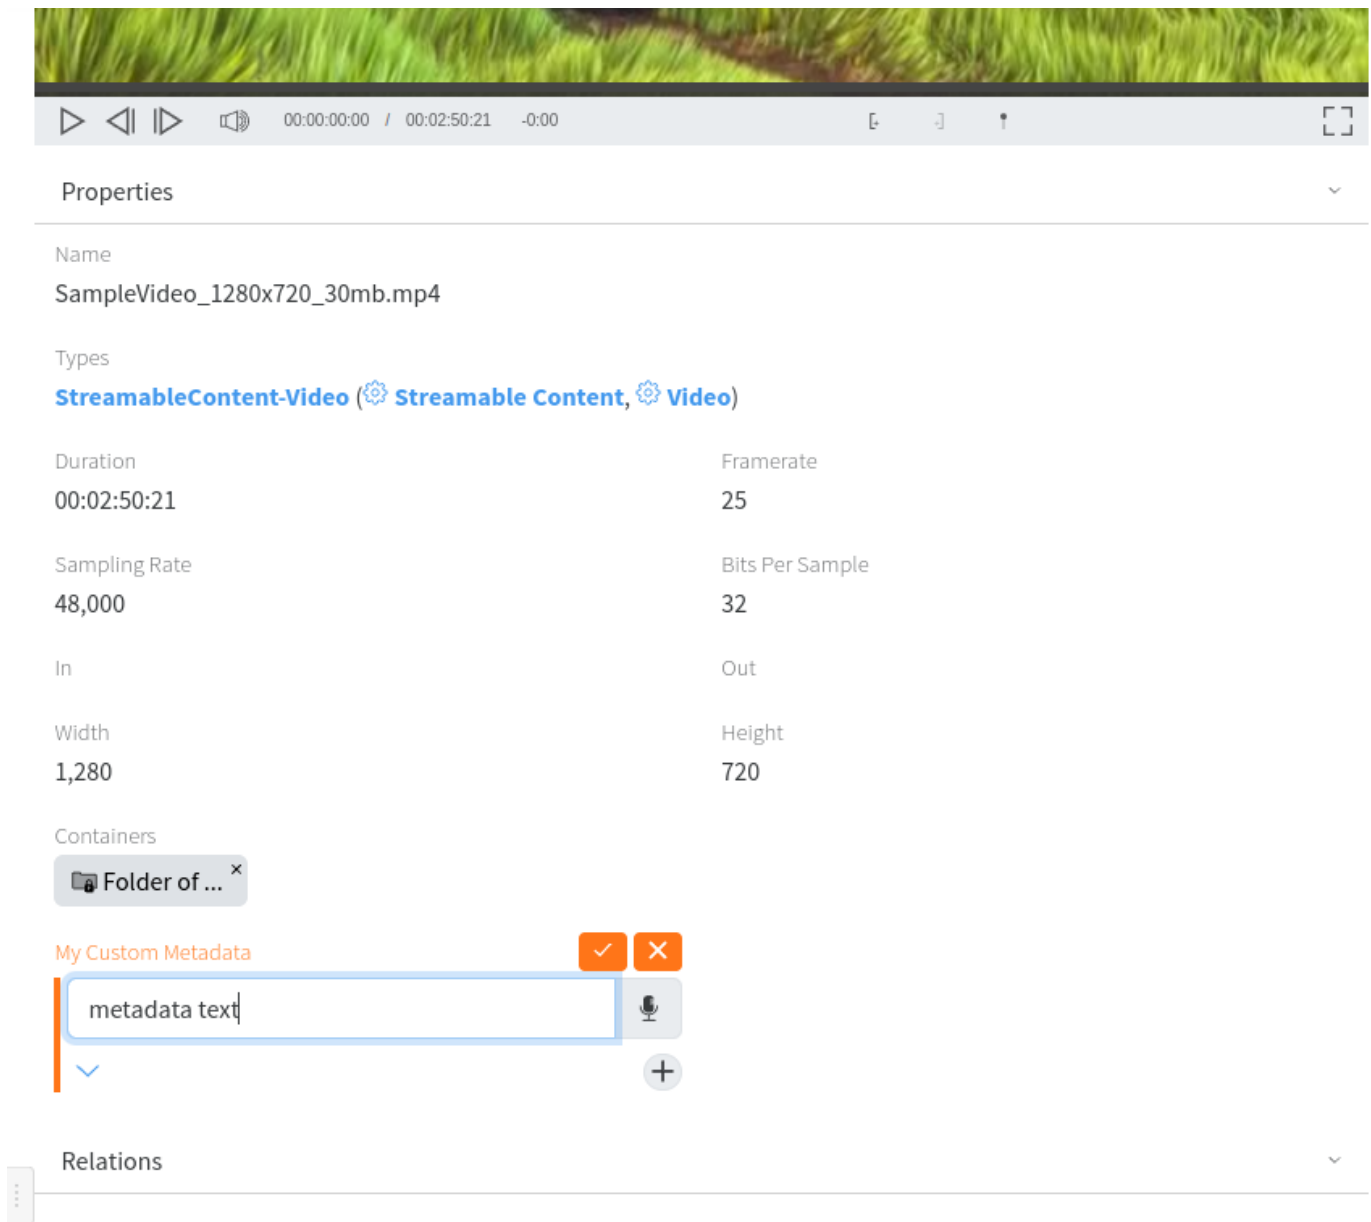 00:00:00:00 / 00:02:50:21 -0:00
Properties
Name
SampleVideo_1280x720_30mb.mp4
Types
StreamableContent-Video (Streamable Content, Video)
Duration Framerate
00:02:50:21 25
Sampling Rate Bits Per Sample
48,000 32
In Out
Width Height
1,280 720
Containers
Folder of ...
My Custom Metadata
metadata text
Relations